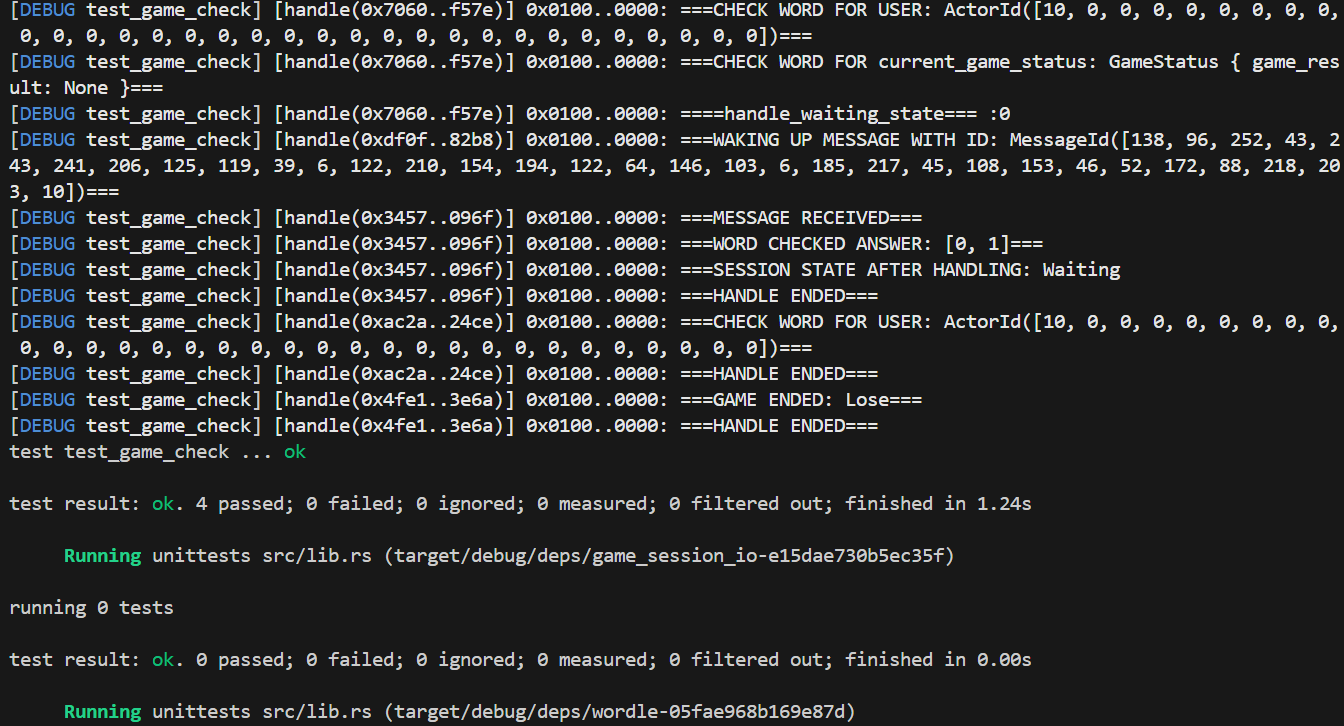 [DEBUG test_game_check] [handle(0x7060..f57e)] 0x0100..0000: ===CHECK WORD FOR USER: ActorId([10, 0, 0, 0, 0, 0, 0, 0, 0,
0, 0, 0, 0, 0, 0, 0, 0, 0, 0, 0, 0, 0, 0, 0, 0, 0, 0, 0, 0, 0, 0, 0])===
[DEBUG test_game_check] [handle(0x7060..f57e)] 0x0100..0000: ===CHECK WORD FOR current_game_status: GameStatus { game_res
ult: None }===
[DEBUG test_game_check] [handle(0x7060..f57e)] 0x0100..0000: ====handle_waiting_state=== :0
[DEBUG test_game_check] [handle(0xdf0f..82b8)] 0x0100..0000: ===WAKING UP MESSAGE WITH ID: MessageId([138, 96, 252, 43, 2
43, 241, 206, 125, 119, 39, 6, 122, 210, 154, 194, 122, 64, 146, 103, 6, 185, 217, 45, 108, 153, 46, 52, 172, 88, 218, 20
3, 10])===
[DEBUG test_game_check] [handle(0x3457..096f)] 0x0100..0000: ===MESSAGE RECEIVED===
[DEBUG test_game_check] [handle(0x3457..096f)] 0x0100..0000: ===WORD CHECKED ANSWER: [0, 1]===
[DEBUG test_game_check] [handle(0x3457..096f)] 0x0100..0000: ===SESSION STATE AFTER HANDLING: Waiting
[DEBUG test_game_check] [handle(0x3457..096f)] 0x0100..0000: ===HANDLE ENDED===
[DEBUG test_game_check] [handle(0xac2a..24ce)] 0x0100..0000: ===CHECK WORD FOR USER: ActorId([10, 0, 0, 0, 0, 0, 0, 0, 0,
0, 0, 0, 0, 0, 0, 0, 0, 0, 0, 0, 0, 0, 0, 0, 0, 0, 0, 0, 0, 0, 0, 0])===
[DEBUG test_game_check] [handle(0xac2a..24ce)] 0x0100..0000: ===HANDLE ENDED===
[DEBUG test_game_check] [handle(0x4fe1..3e6a)] 0x0100..0000: ===GAME ENDED: Lose===
[DEBUG test_game_check] [handle(0x4fe1..3e6a)] 0x0100..0000: ===HANDLE ENDED===
test test_game_check ... ok
test result: ok. 4 passed; 0 failed; 0 ignored; 0 measured; 0 filtered out; finished in 1.24s
Running unittests src/lib.rs (target/debug/deps/game_session_io-e15dae730b5ec35f)
running 0 tests
test result: ok. 0 passed; 0 failed; 0 ignored; 0 measured; 0 filtered out; finished in 0.00s
Running unittests src/lib.rs (target/debug/deps/wordle-05fae968b169e87d)